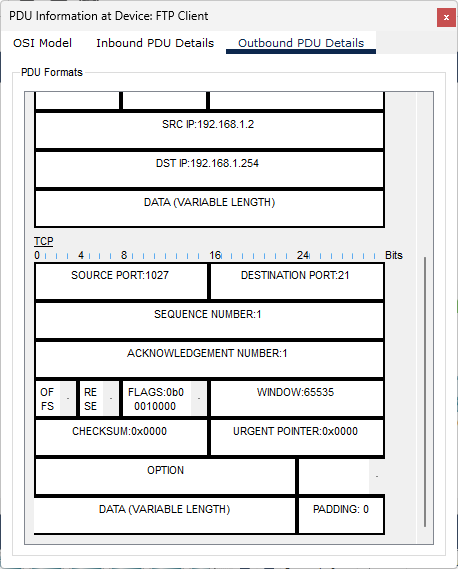 PDU Information at Device: FTP Client
x
OSI Model Inbound PDU Details Outbound PDU Details
PDU Formats
SRC IP:192.168.1.2
DST IP:192.168.1.254
DATA (VARIABLE LENGTH)
TCP
0 4 8 16 24 Bits
SOURCE PORT:1027 DESTINATION PORT:21
SEQUENCE NUMBER:1
ACKNOWLEDGEMENT NUMBER:1
OF RE FLAGS:0b0 WINDOW:65535
FS SE 0010000
CHECKSUM:0x0000 URGENT POINTER:0x0000
OPTION
DATA (VARIABLE LENGTH) PADDING: 0